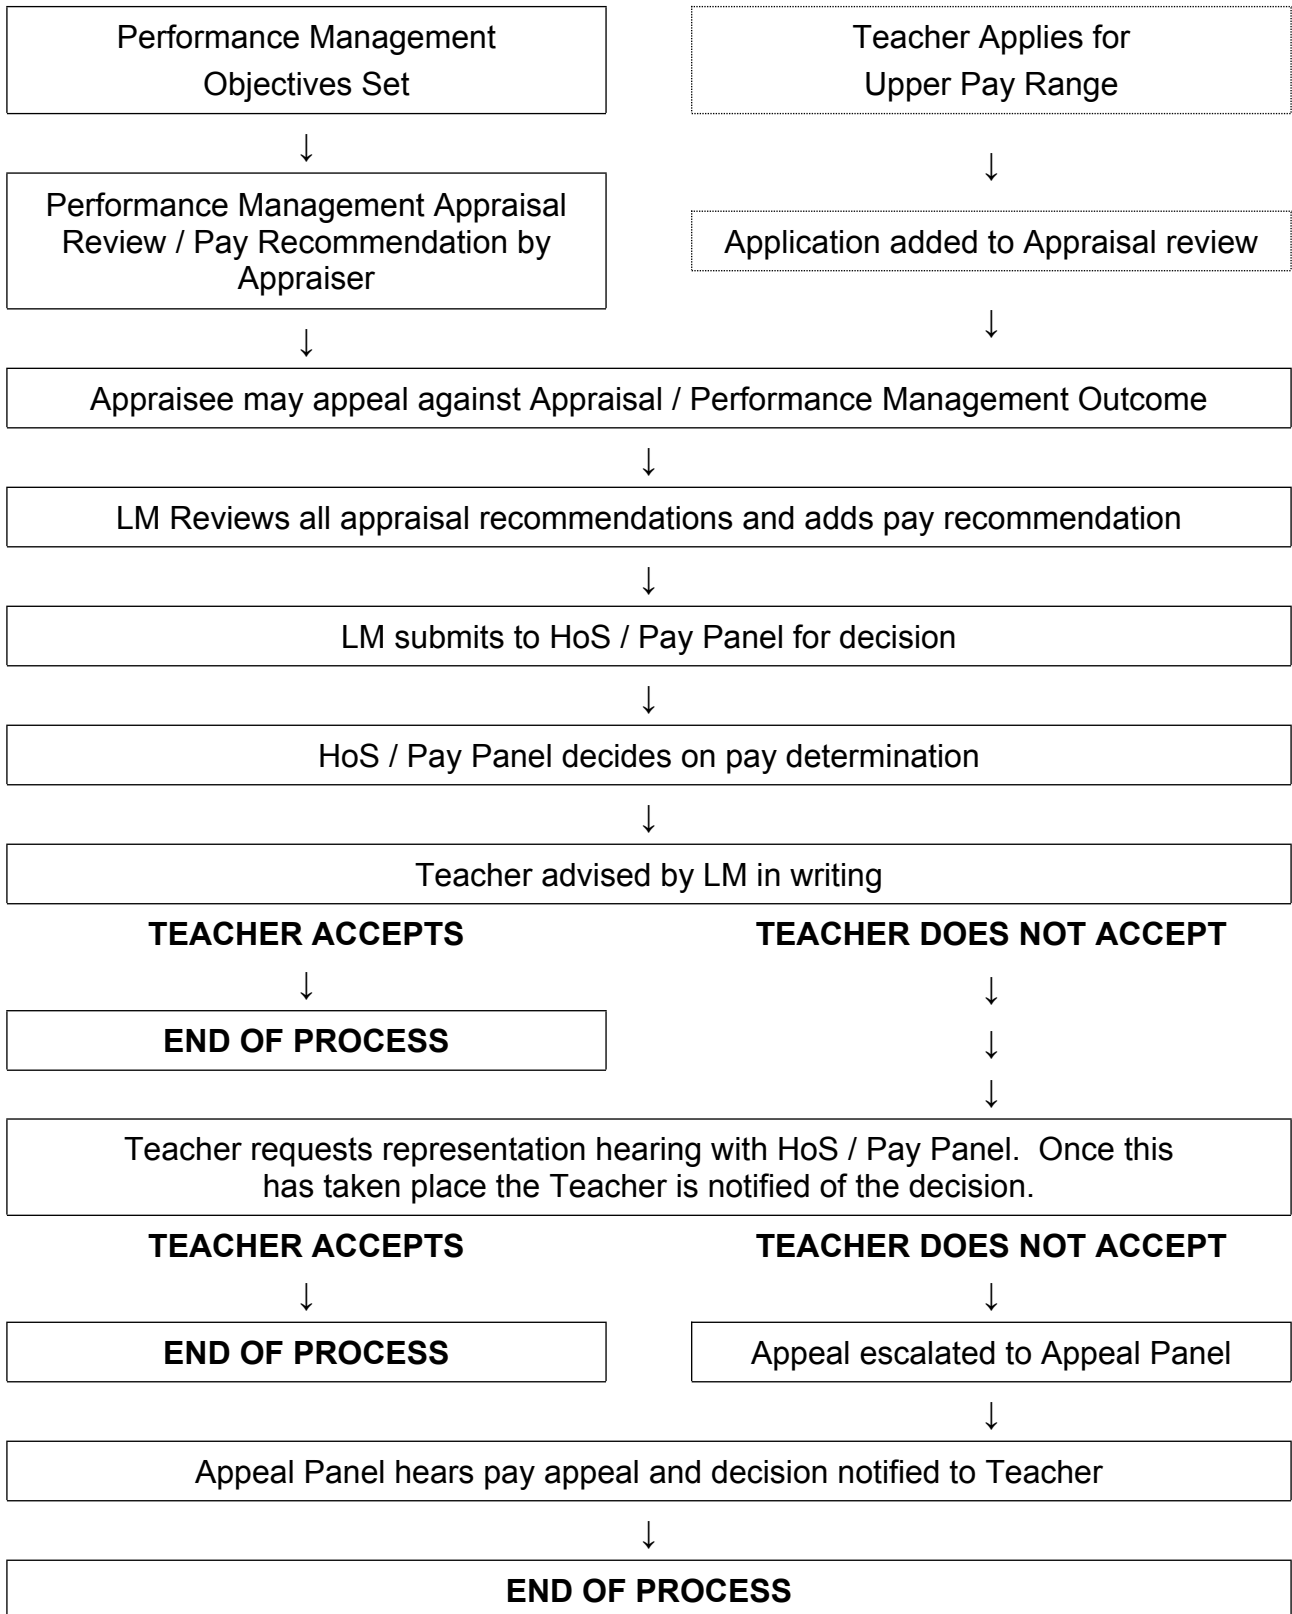 Performance Management
Objectives Set
Teacher Applies for
Upper Pay Range
↓
↓
Performance Management Appraisal
Review / Pay Recommendation by
Appraiser
Application added to Appraisal review
↓
↓
Appraisee may appeal against Appraisal / Performance Management Outcome
↓
LM Reviews all appraisal recommendations and adds pay recommendation
↓
LM submits to HoS / Pay Panel for decision
↓
HoS / Pay Panel decides on pay determination
↓
Teacher advised by LM in writing
TEACHER ACCEPTS
TEACHER DOES NOT ACCEPT
↓
↓
END OF PROCESS
↓
↓
Teacher requests representation hearing with HoS / Pay Panel.  Once this
has taken place the Teacher is notified of the decision.
TEACHER ACCEPTS
TEACHER DOES NOT ACCEPT
↓
↓
END OF PROCESS
Appeal escalated to Appeal Panel
↓
Appeal Panel hears pay appeal and decision notified to Teacher
↓
END OF PROCESS